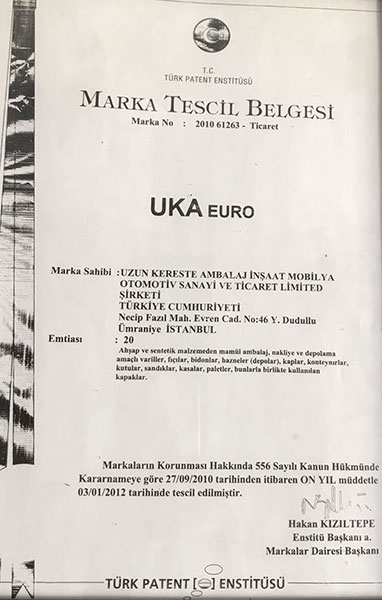 T.C.
TÜRK PATENT ENSTİTÜSÜ
MARKA TESCİL BELGESİ
Marka No : 2010 61263 - Ticaret
UKA EURO
Marka Sahibi :UZUN KERESTE AMBALAJ İNŞAAT MOBİLYA
OTOMOTİV SANAYİ VE TİCARET LIMITED
ŞİRKETİ
TÜRKİYE CUMHURİYETİ
Necip Fazıl Mah. Evren Cad. No:46 Y. Dudullu
Ümraniye İSTANBUL
Emtiası : 20
Ahşap ve sentetik malzemeden mamül ambalaj, nakliye ve depolama
amaçlı variller, fıçılar, bidonlar, hazneler (depolar), kaplar, konteynırlar,
kutular, sandıklar, kasalar, paletler, bunlarla birlikte kullanılan
kapaklar.
Markaların Korunması Hakkında 556 Sayılı Kanun Hükmünde
Kararnameye göre 27/09/2010 tarihinden itibaren ON YIL müddetle
03/01/2012 tarihinde tescil edilmiştir.
Hakan KIZILTEPE
Enstitü Başkanı a.
Markalar Dairesi Başkanı
TÜRK PATENT ENSTİTÜSÜ